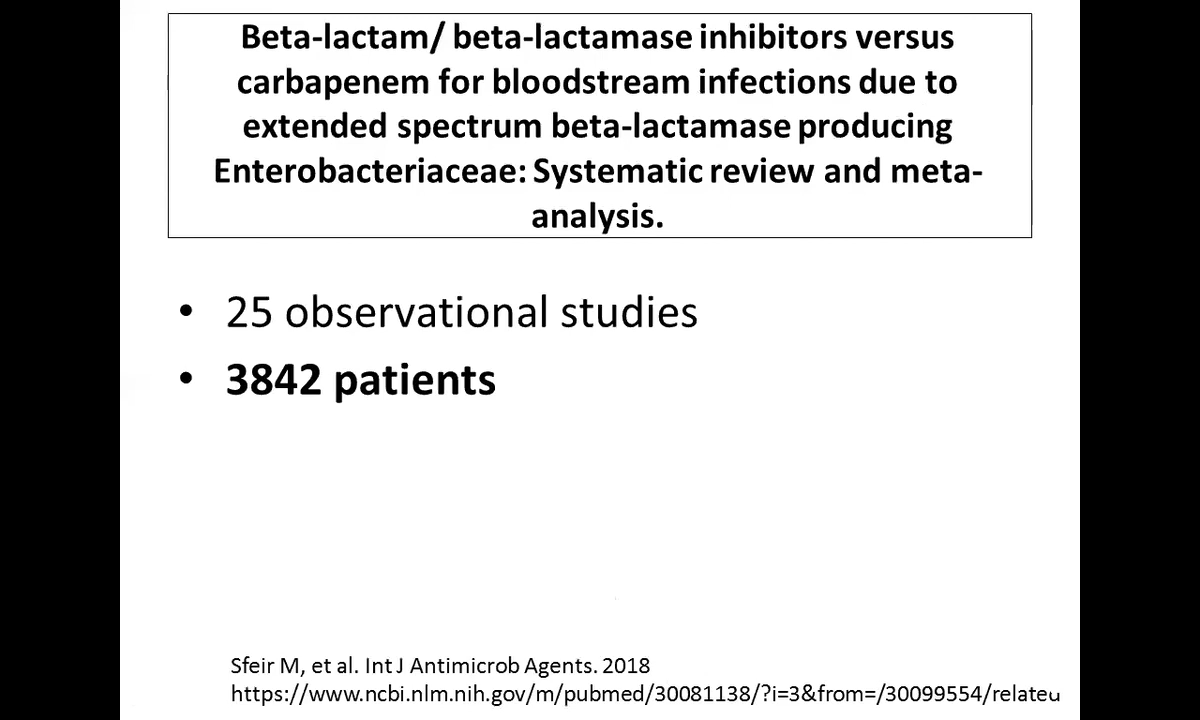 Beta-lactam/ beta-lactamase inhibitors versus
carbapenem for bloodstream infections due to
extended spectrum beta-lactamase producing
Enterobacteriaceae: Systematic review and meta-
analysis.
• 25 observational studies
• 3842 patients
Sfeir M, et al. Int J Antimicrob Agents. 2018
https://www.ncbi.nlm.nih.gov/m/pubmed/30081138/?i=3&from=/30099554/related